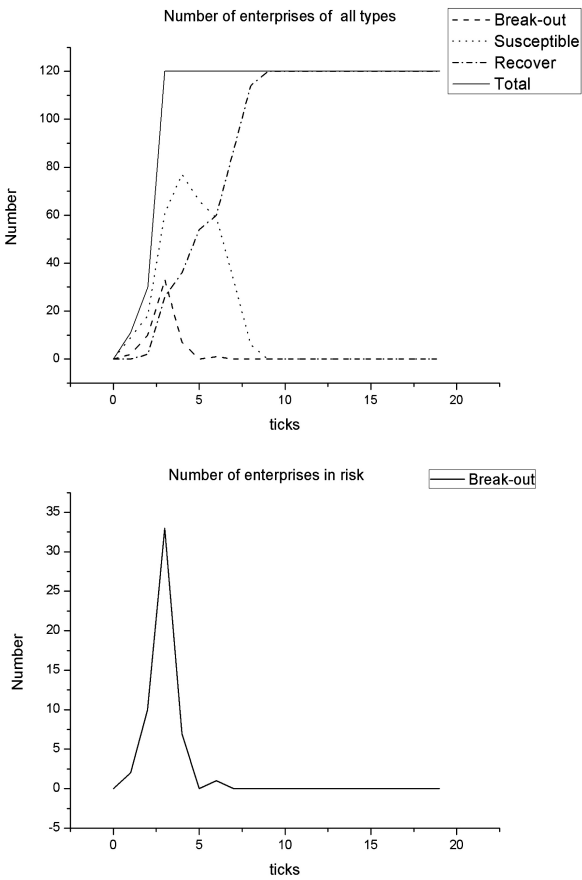 Number of enterprises of all types
Break-out
Susceptible
Recover
Total
120
100
80
60
40
20
0
Number
0 5 10 15 20
ticks
Number of enterprises in risk
Break-out
35
30
25
20
15
10
5
0
-5
Number
0 5 10 15 20
ticks